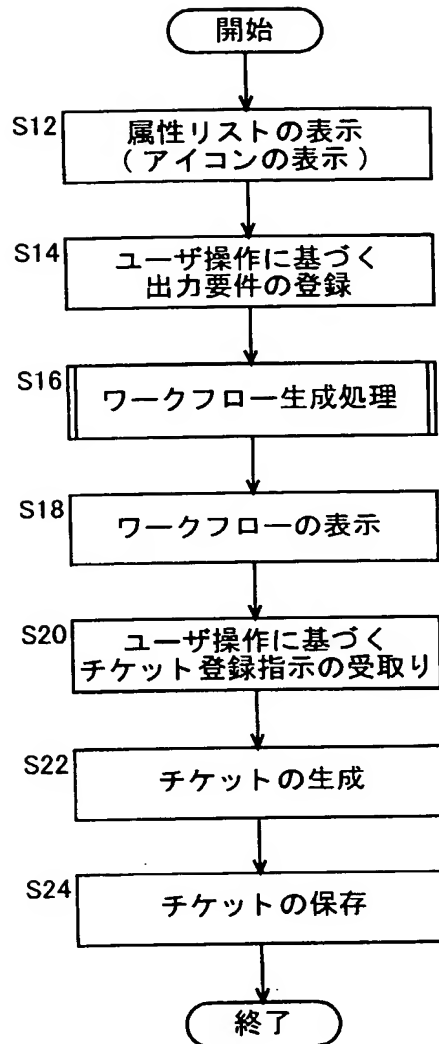 開始
S12
属性リストの表示
(アイコンの表示)
S14
ユーザ操作に基づく
出力要件の登録
S16
ワークフロー生成処理
S18
ワークフローの表示
S20
ユーザ操作に基づく
チケット登録指示の受取り
S22
チケットの生成
S24
チケットの保存
終了